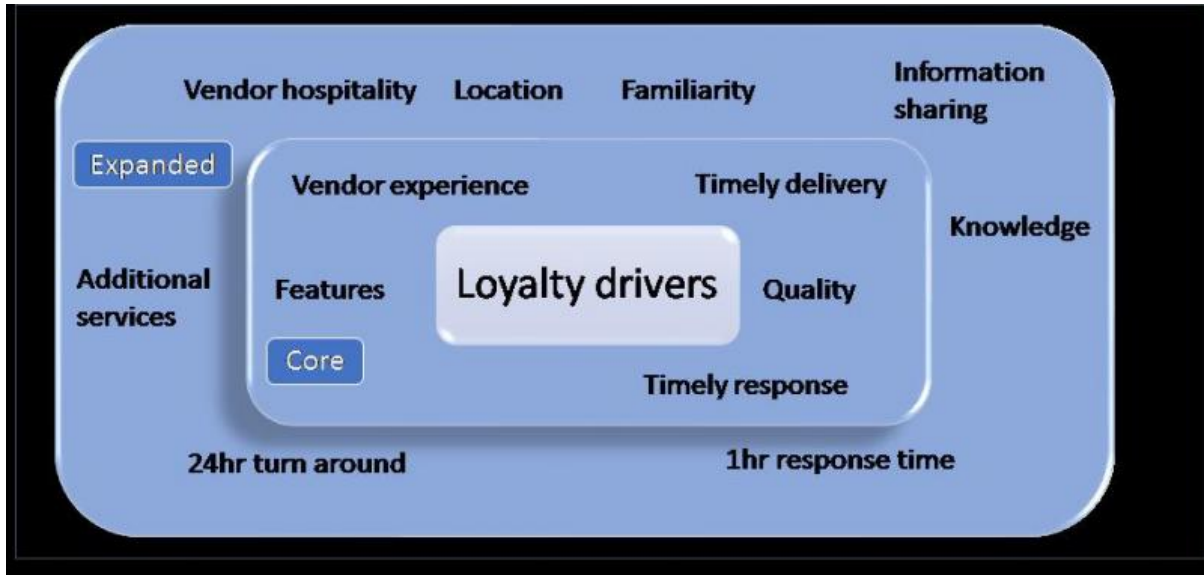 Vendor hospitality
Location
Familiarity
Information
sharing
Expanded
Vendor experience
Timely delivery
Knowledge
Additional
services
Features
Loyalty drivers
Quality
Core
Timely response
24hr turn around
1hr response time